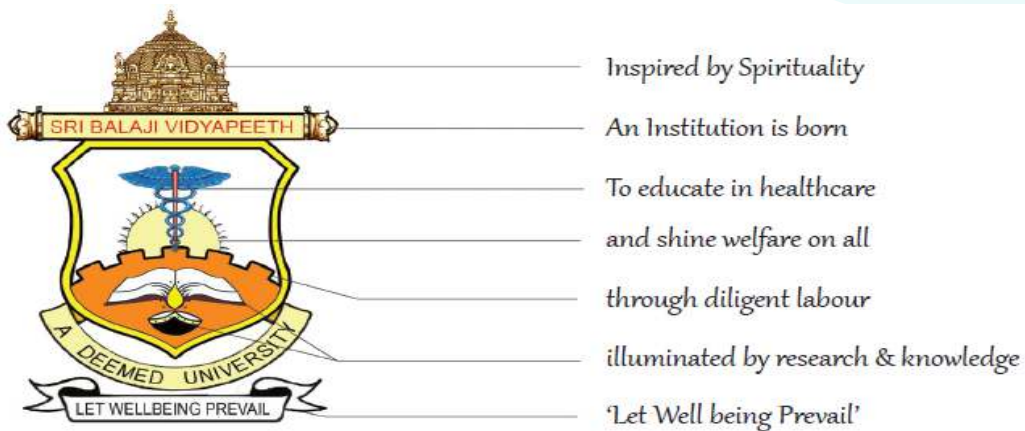 Inspired by Spirituality
SRI BALAJI VIDYAPEETH
An Institution is born
To educate in healthcare
and shine welfare on all
through diligent labour
A DEEMED UNIVERSITY
illuminated by research & knowledge
LET WELLBEING PREVAIL
‘Let Well being Prevail’